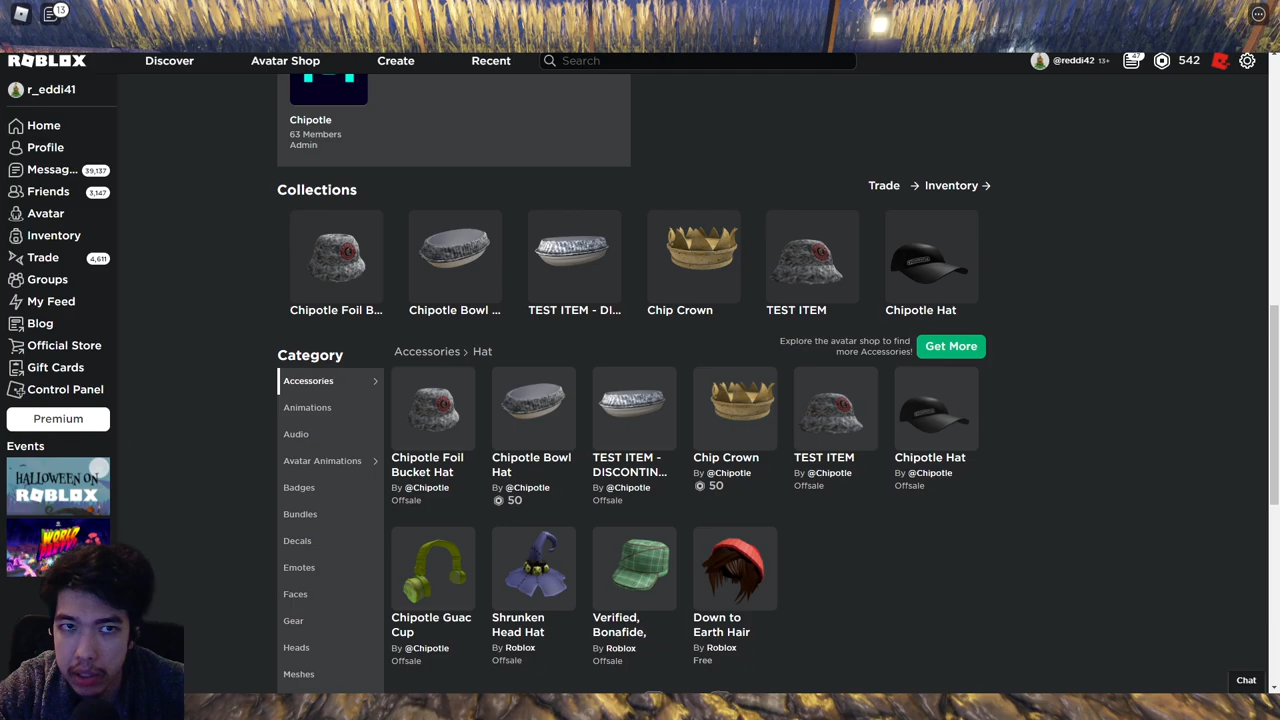 13
ROBLOX
Discover
Avatar Shop
Create
Recent
Search
@reddi42 13+
47
542
r_eddi41
Home
Profile
Messag... 39,137
Friends 3,147
Avatar
Inventory
Trade 4,611
Groups
My Feed
Blog
Official Store
Gift Cards
Control Panel
Premium
Events
HALLOWEEN ON
ROBLOX
WORLD
Chipotle
63 Members
Admin
Collections
Trade
Inventory
Chipotle Foil B...
Chipotle Bowl ...
TEST ITEM - DI...
Chip Crown
TEST ITEM
Chipotle Hat
Category
Accessories
Animations
Audio
Avatar Animations
Badges
Bundles
Decals
Emotes
Faces
Gear
Heads
Meshes
Accessories > Hat
Explore the avatar shop to find
more Accessories!
Get More
Chipotle Foil
Bucket Hat
By @Chipotle
Offsale
Chipotle Bowl
Hat
By @Chipotle
50
TEST ITEM -
DISCONTIN...
By @Chipotle
Offsale
Chip Crown
By @Chipotle
50
TEST ITEM
By @Chipotle
Offsale
Chipotle Hat
By @Chipotle
Offsale
Chipotle Guac
Cup
By @Chipotle
Offsale
Shrunken
Head Hat
By Roblox
Offsale
Verified,
Bonafide,
By Roblox
Offsale
Down to
Earth Hair
By Roblox
Free
Chat